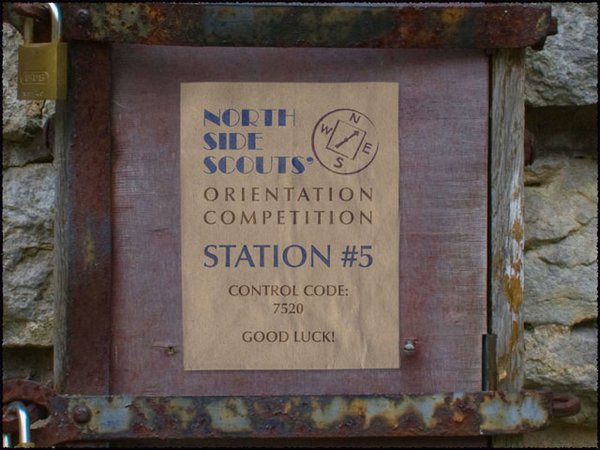 NORTH
SIDE
SCOUTS'
N
W E
S
ORIENTATION
COMPETITION
STATION #5
CONTROL CODE:
7520
GOOD LUCK!